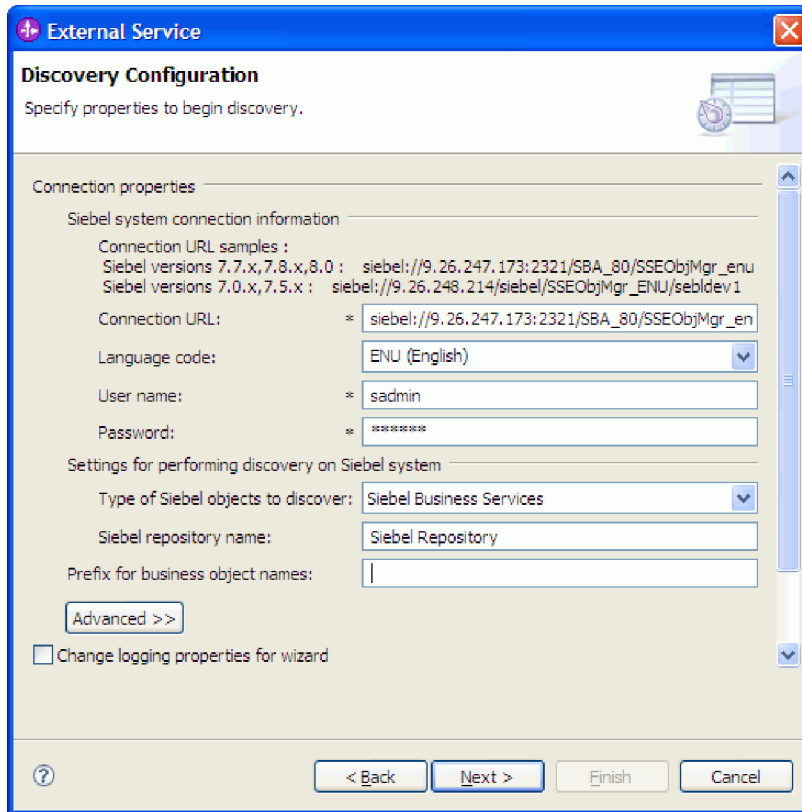 External Service
Discovery Configuration
Specify properties to begin discovery.
Connection properties
Siebel system connection information
Connection URL samples :
Siebel versions 7.7.x,7.8.x,8.0 : siebel://9.26.247.173:2321/SBA_80/SSEObjMgr_enu
Siebel versions 7.0.x,7.5.x : siebel://9.26.248.214/siebel/SSEObjMgr_ENU/sebldev1
Connection URL: * siebel://9.26.247.173:2321/SBA_80/SSEObjMgr_en
Language code: ENU (English)
User name: * sadmin
Password: * ******
Settings for performing discovery on Siebel system
Type of Siebel objects to discover: Siebel Business Services
Siebel repository name: Siebel Repository
Prefix for business object names:
Advanced >>
Change logging properties for wizard
? < Back Next > Finish Cancel